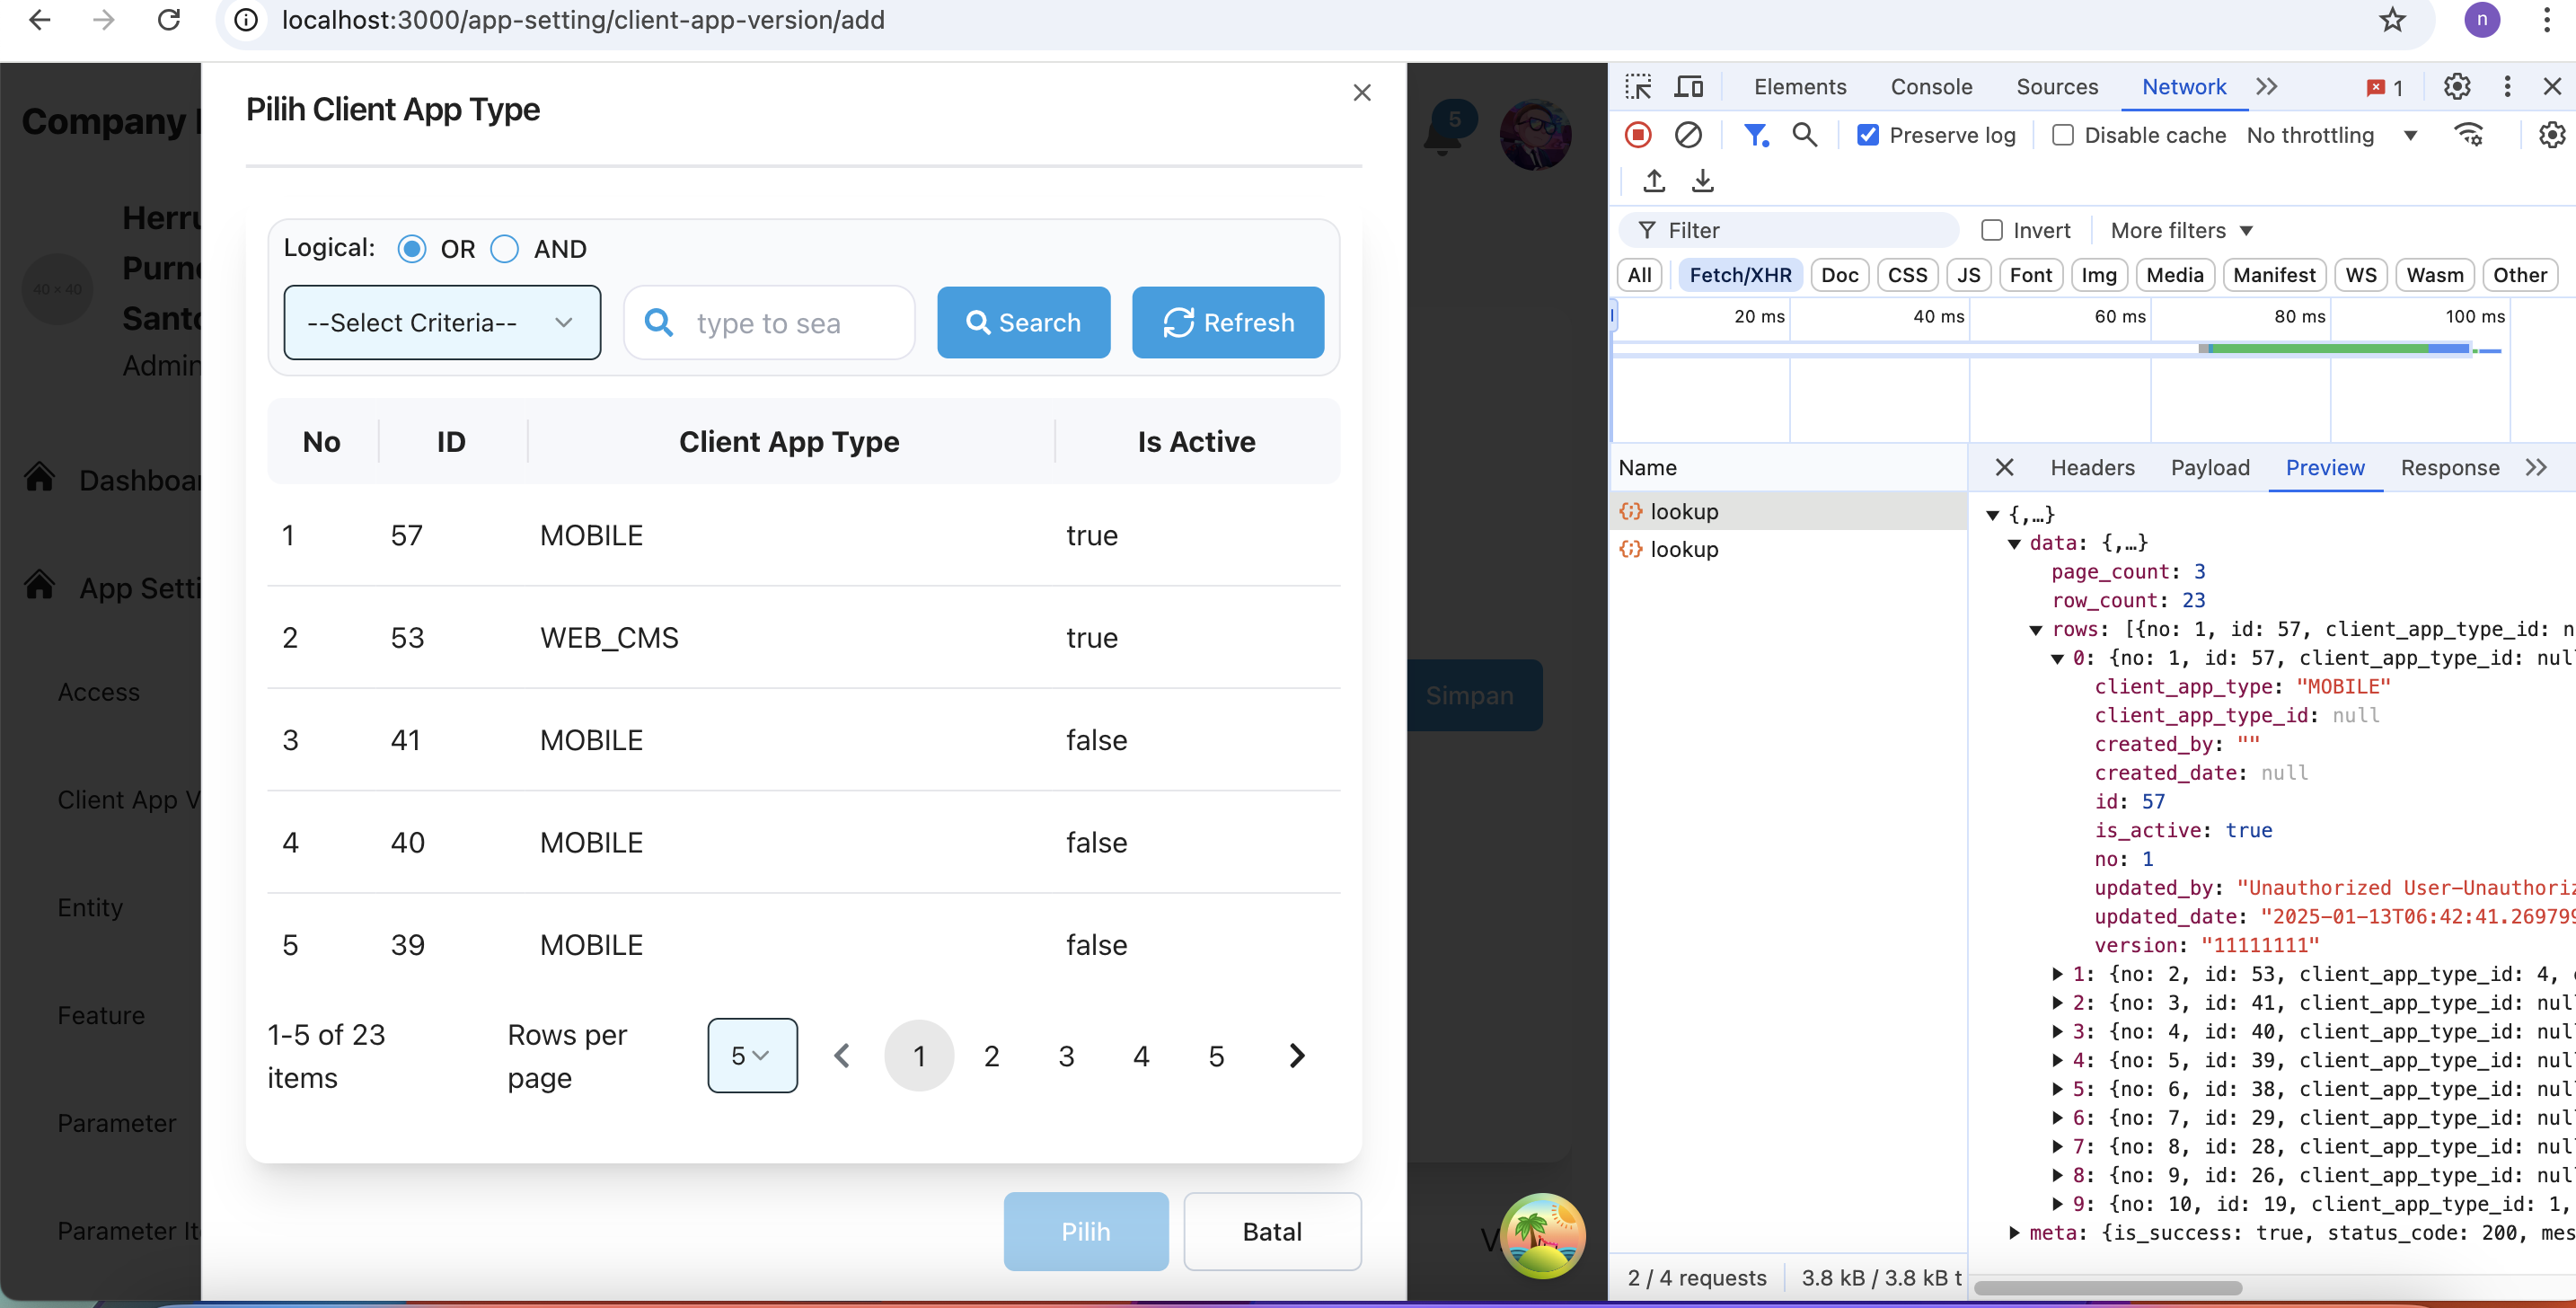 localhost:3000/app-setting/client-app-version/add
n
Company
Herru
Purno
Santo
Admin
40 × 40
Dashboar
App Setti
Access
Client App V
Entity
Feature
Parameter
Parameter It
Pilih Client App Type
Logical: OR AND
--Select Criteria-- type to sea Search Refresh
No ID Client App Type Is Active
1 57 MOBILE true
2 53 WEB_CMS true
3 41 MOBILE false
4 40 MOBILE false
5 39 MOBILE false
1-5 of 23
items
Rows per
page
5 1 2 3 4 5
Pilih Batal
5
Simpan
V
Elements Console Sources Network 1
Preserve log Disable cache No throttling
Filter Invert More filters
All Fetch/XHR Doc CSS JS Font Img Media Manifest WS Wasm Other
20 ms 40 ms 60 ms 80 ms 100 ms
Name
lookup
lookup
Headers Payload Preview Response
{,…}
data: {,…}
page_count: 3
row_count: 23
rows: [{no: 1, id: 57, client_app_type_id: n
0: {no: 1, id: 57, client_app_type_id: nul
client_app_type: "MOBILE"
client_app_type_id: null
created_by: ""
created_date: null
id: 57
is_active: true
no: 1
updated_by: "Unauthorized User-Unauthoriz
updated_date: "2025-01-13T06:42:41.269799
version: "11111111"
1: {no: 2, id: 53, client_app_type_id: 4,
2: {no: 3, id: 41, client_app_type_id: nul
3: {no: 4, id: 40, client_app_type_id: nul
4: {no: 5, id: 39, client_app_type_id: nul
5: {no: 6, id: 38, client_app_type_id: nul
6: {no: 7, id: 29, client_app_type_id: nul
7: {no: 8, id: 28, client_app_type_id: nul
8: {no: 9, id: 26, client_app_type_id: nul
9: {no: 10, id: 19, client_app_type_id: 1,
meta: {is_success: true, status_code: 200, mes
2 / 4 requests 3.8 kB / 3.8 kB t